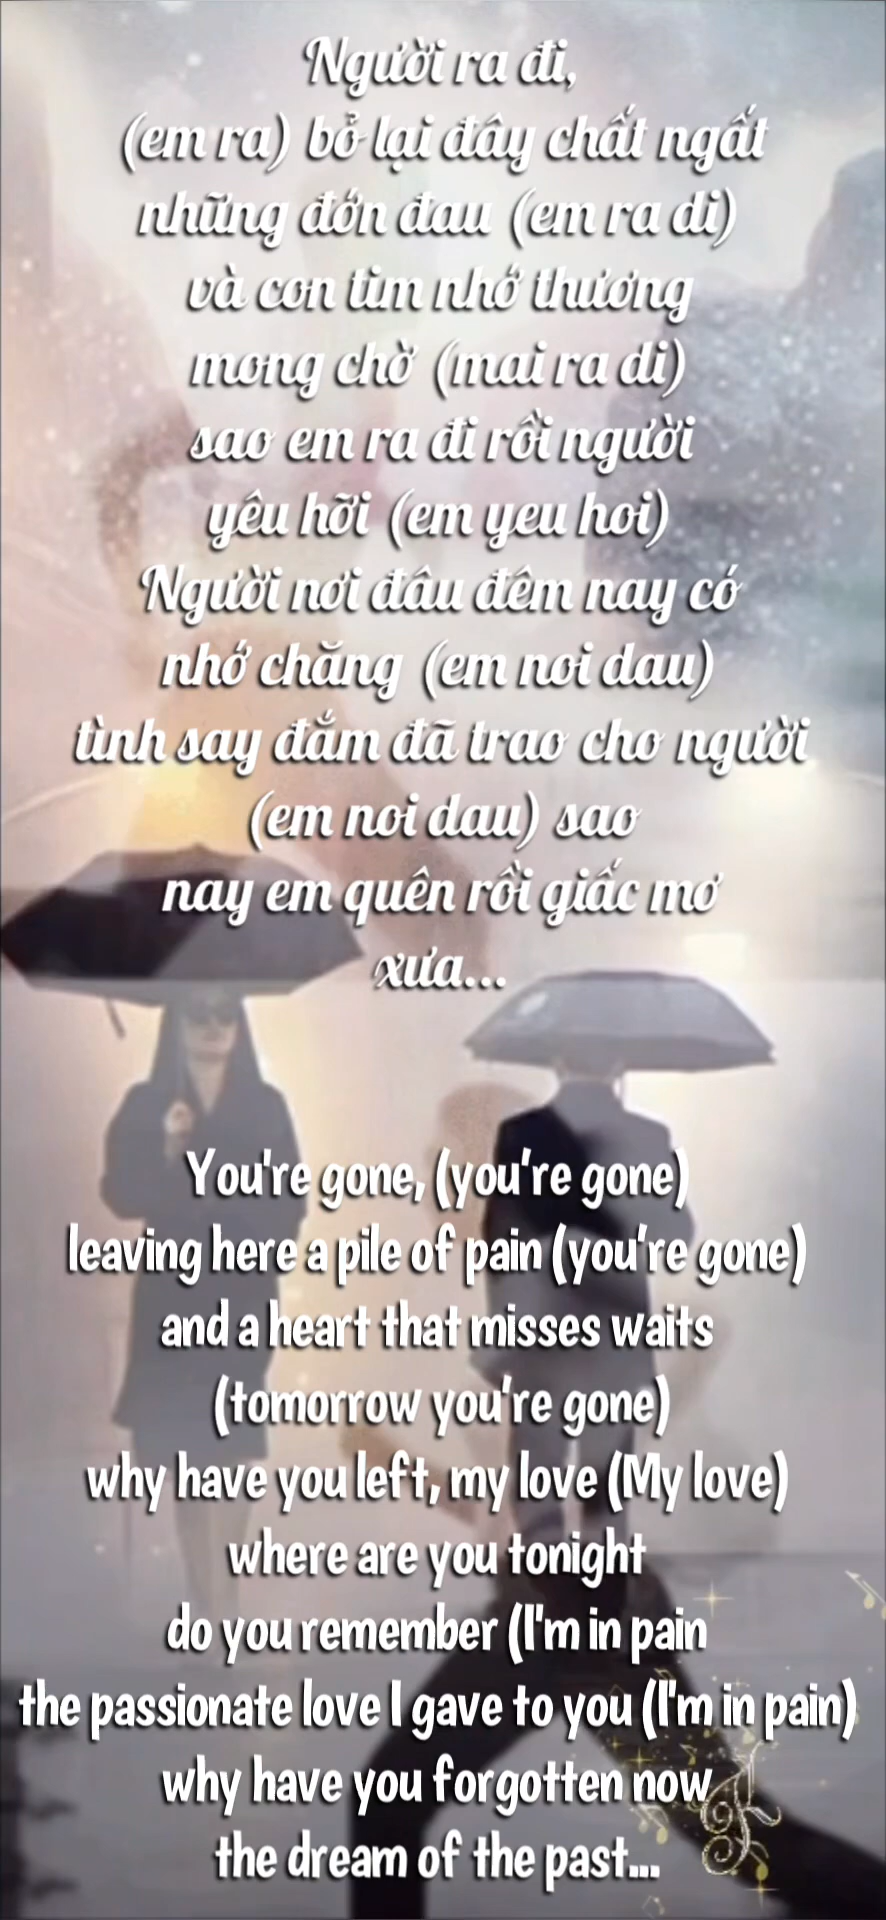 Người ra đi,
(em ra) bỏ lại đây chất ngất
những đớn đau (em ra di)
và con tim nhớ thương
mong chờ (mai ra di)
sao em ra đi rồi người
yêu hỡi (em yeu hoi)
Người nơi đâu đêm nay có
nhớ chăng (em noi dau)
tình say đắm đã trao cho người
(em noi dau) sao
nay em quên rồi giấc mơ
xưa...
You're gone, (you're gone)
leaving here a pile of pain (you're gone)
and a heart that misses waits
(tomorrow you're gone)
why have you left, my love (My love)
where are you tonight
do you remember (I'm in pain
the passionate love I gave to you (I'm in pain)
why have you forgotten now
the dream of the past...